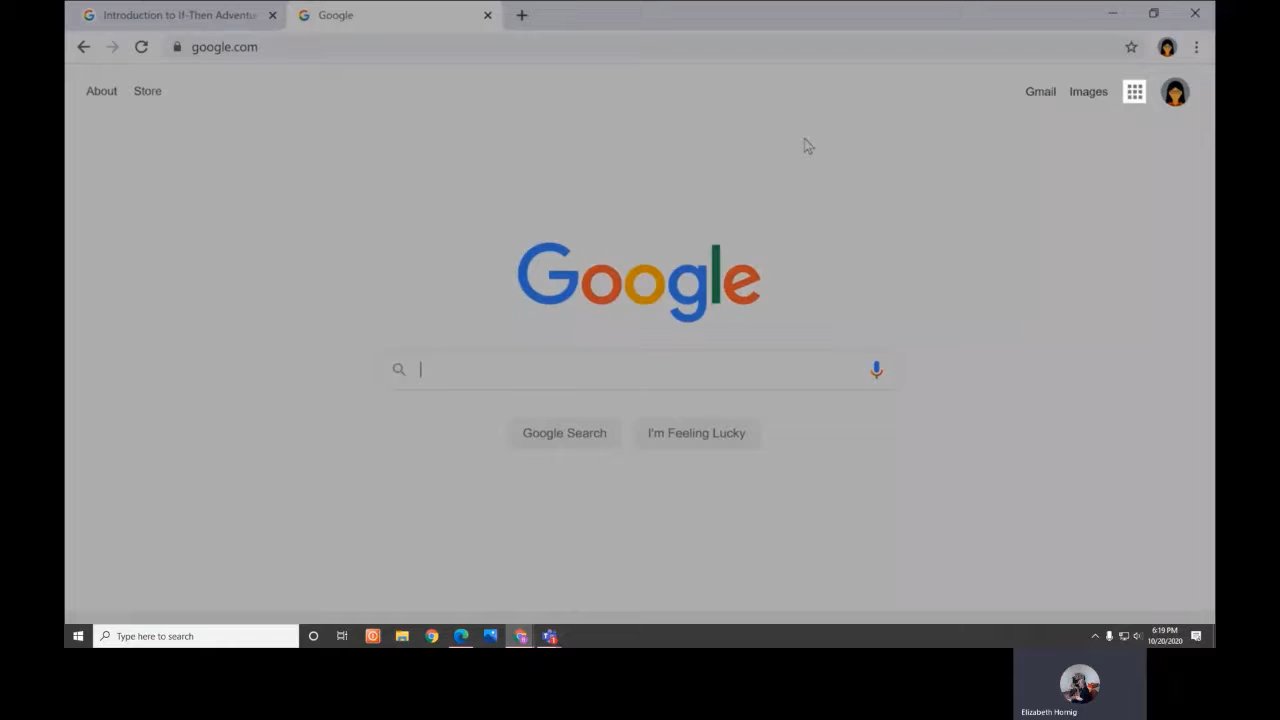 Introduction to If-Then Adventu
Google
google.com
About
Store
Gmail
Images
Google
Google Search
I'm Feeling Lucky
Type here to search
6:19 PM
10/20/2020
Elizabeth Hornig